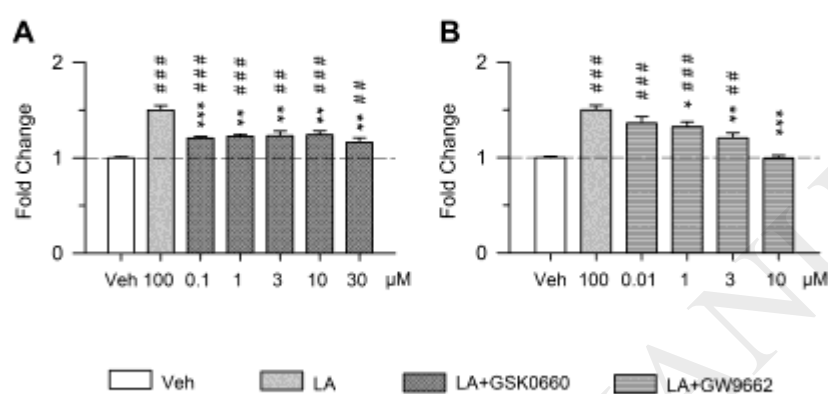 A
B
###
*** ###
** ###
** ##
** ###
** ##
###
###
* ###
** ##
***
2
1
0
Fold Change
2
1
0
Fold Change
Veh 100 0.1 1 3 10 30 µM
Veh 100 0.01 1 3 10 µM
Veh LA LA+GSK0660 LA+GW9662